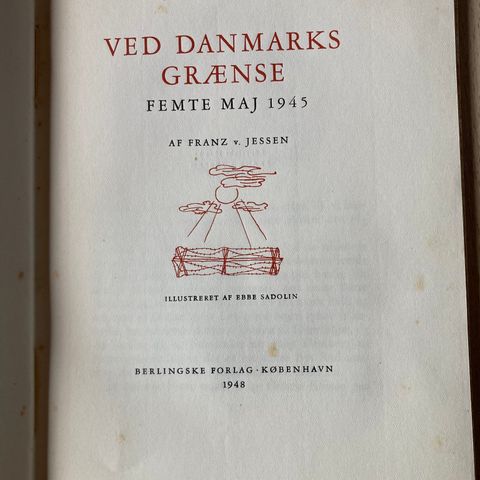 VED DANMARKS
GRÆNSE
FEMTE MAJ 1945
AF FRANZ v. JESSEN
ILLUSTRERET AF EBBE SADOLIN
BERLINGSKE FORLAG · KØBENHAVN
1948